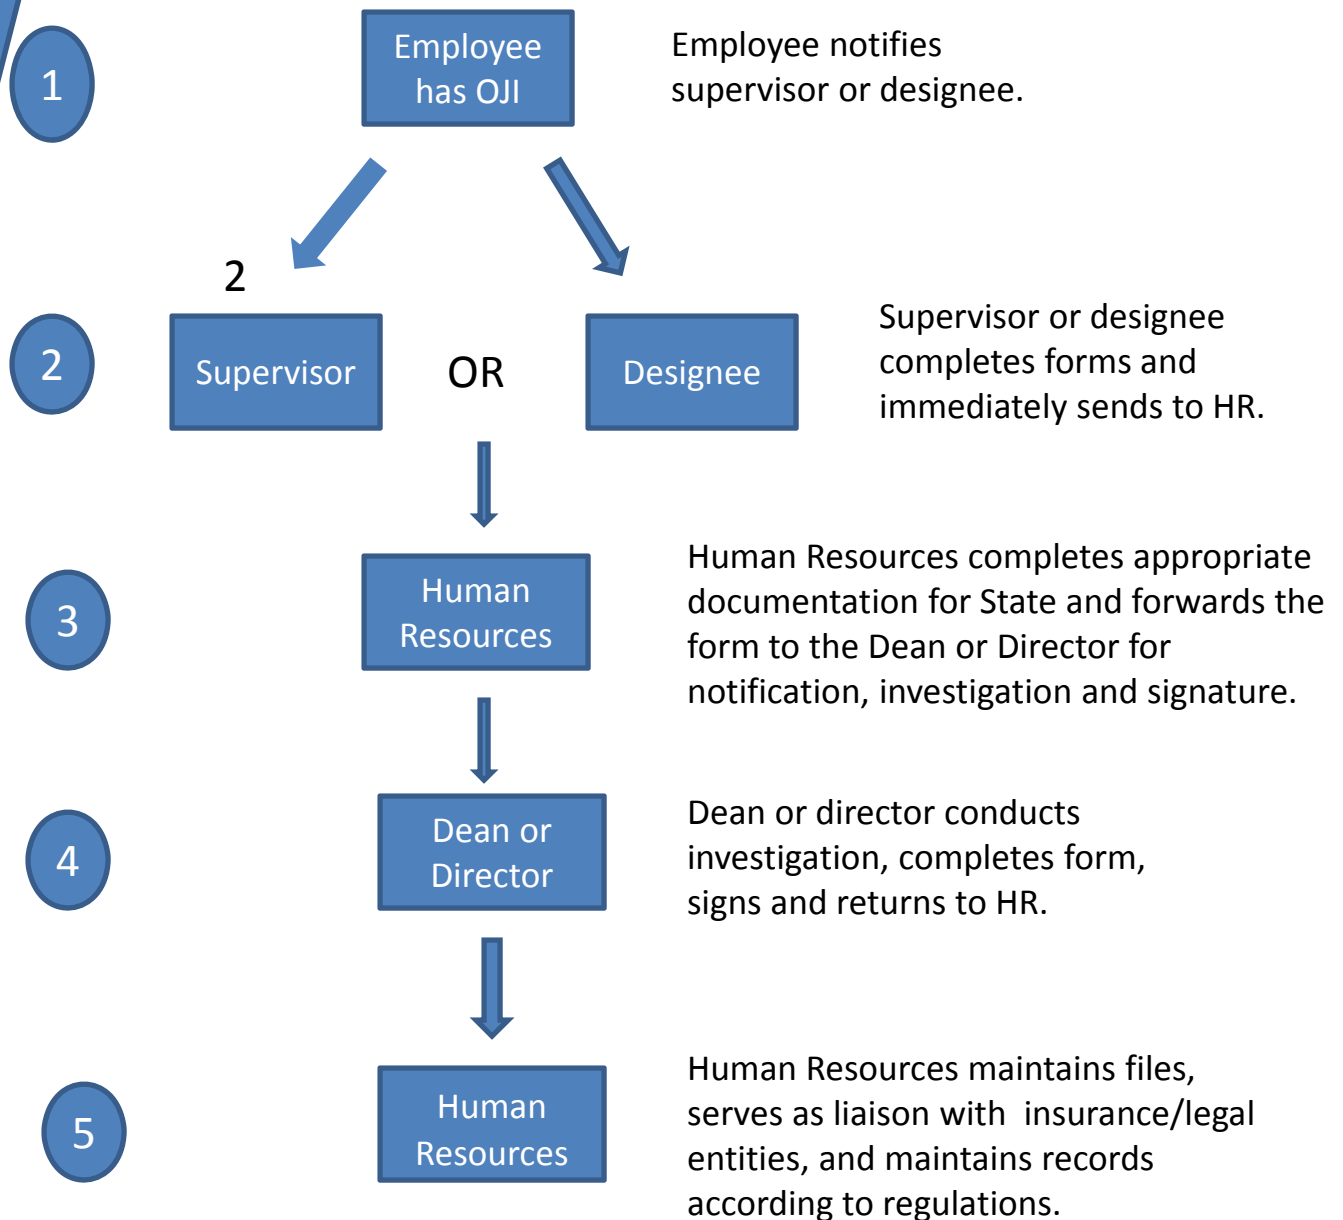 1
Employee
has OJI
Employee notifies
supervisor or designee.
2
2
Supervisor
OR
Designee
Supervisor or designee
completes forms and
immediately sends to HR.
3
Human
Resources
Human Resources completes appropriate
documentation for State and forwards the
form to the Dean or Director for
notification, investigation and signature.
4
Dean or
Director
Dean or director conducts
investigation, completes form,
signs and returns to HR.
5
Human
Resources
Human Resources maintains files,
serves as liaison with  insurance/legal
entities, and maintains records
according to regulations.